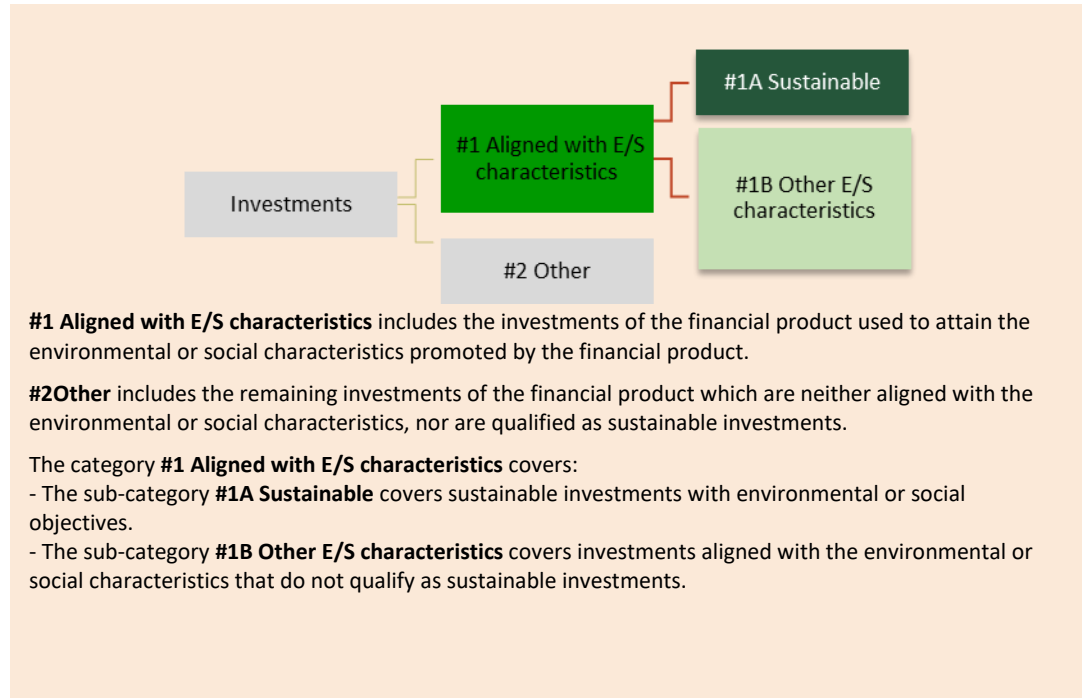 #1A Sustainable
#1 Aligned with E/S
characteristics
#1B Other E/S
characteristics
Investments
#2 Other
#1 Aligned with E/S characteristics includes the investments of the financial product used to attain the
environmental or social characteristics promoted by the financial product.
#2Other includes the remaining investments of the financial product which are neither aligned with the
environmental or social characteristics, nor are qualified as sustainable investments.
The category #1 Aligned with E/S characteristics covers:
- The sub-category #1A Sustainable covers sustainable investments with environmental or social
objectives.
- The sub-category #1B Other E/S characteristics covers investments aligned with the environmental or
social characteristics that do not qualify as sustainable investments.